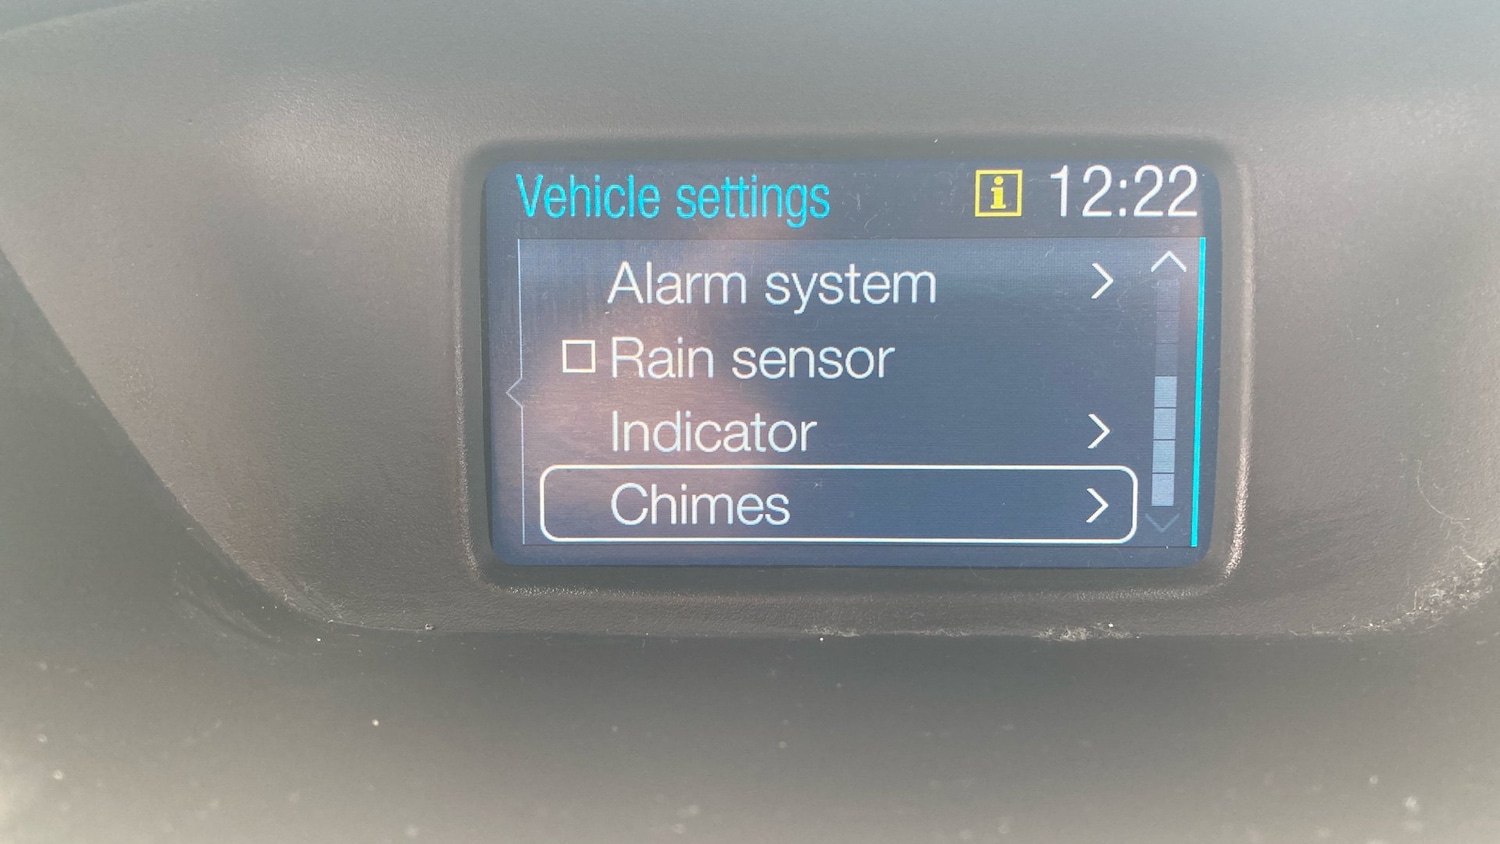 Vehicle settings i 12:22
Alarm system
Rain sensor
Indicator
Chimes